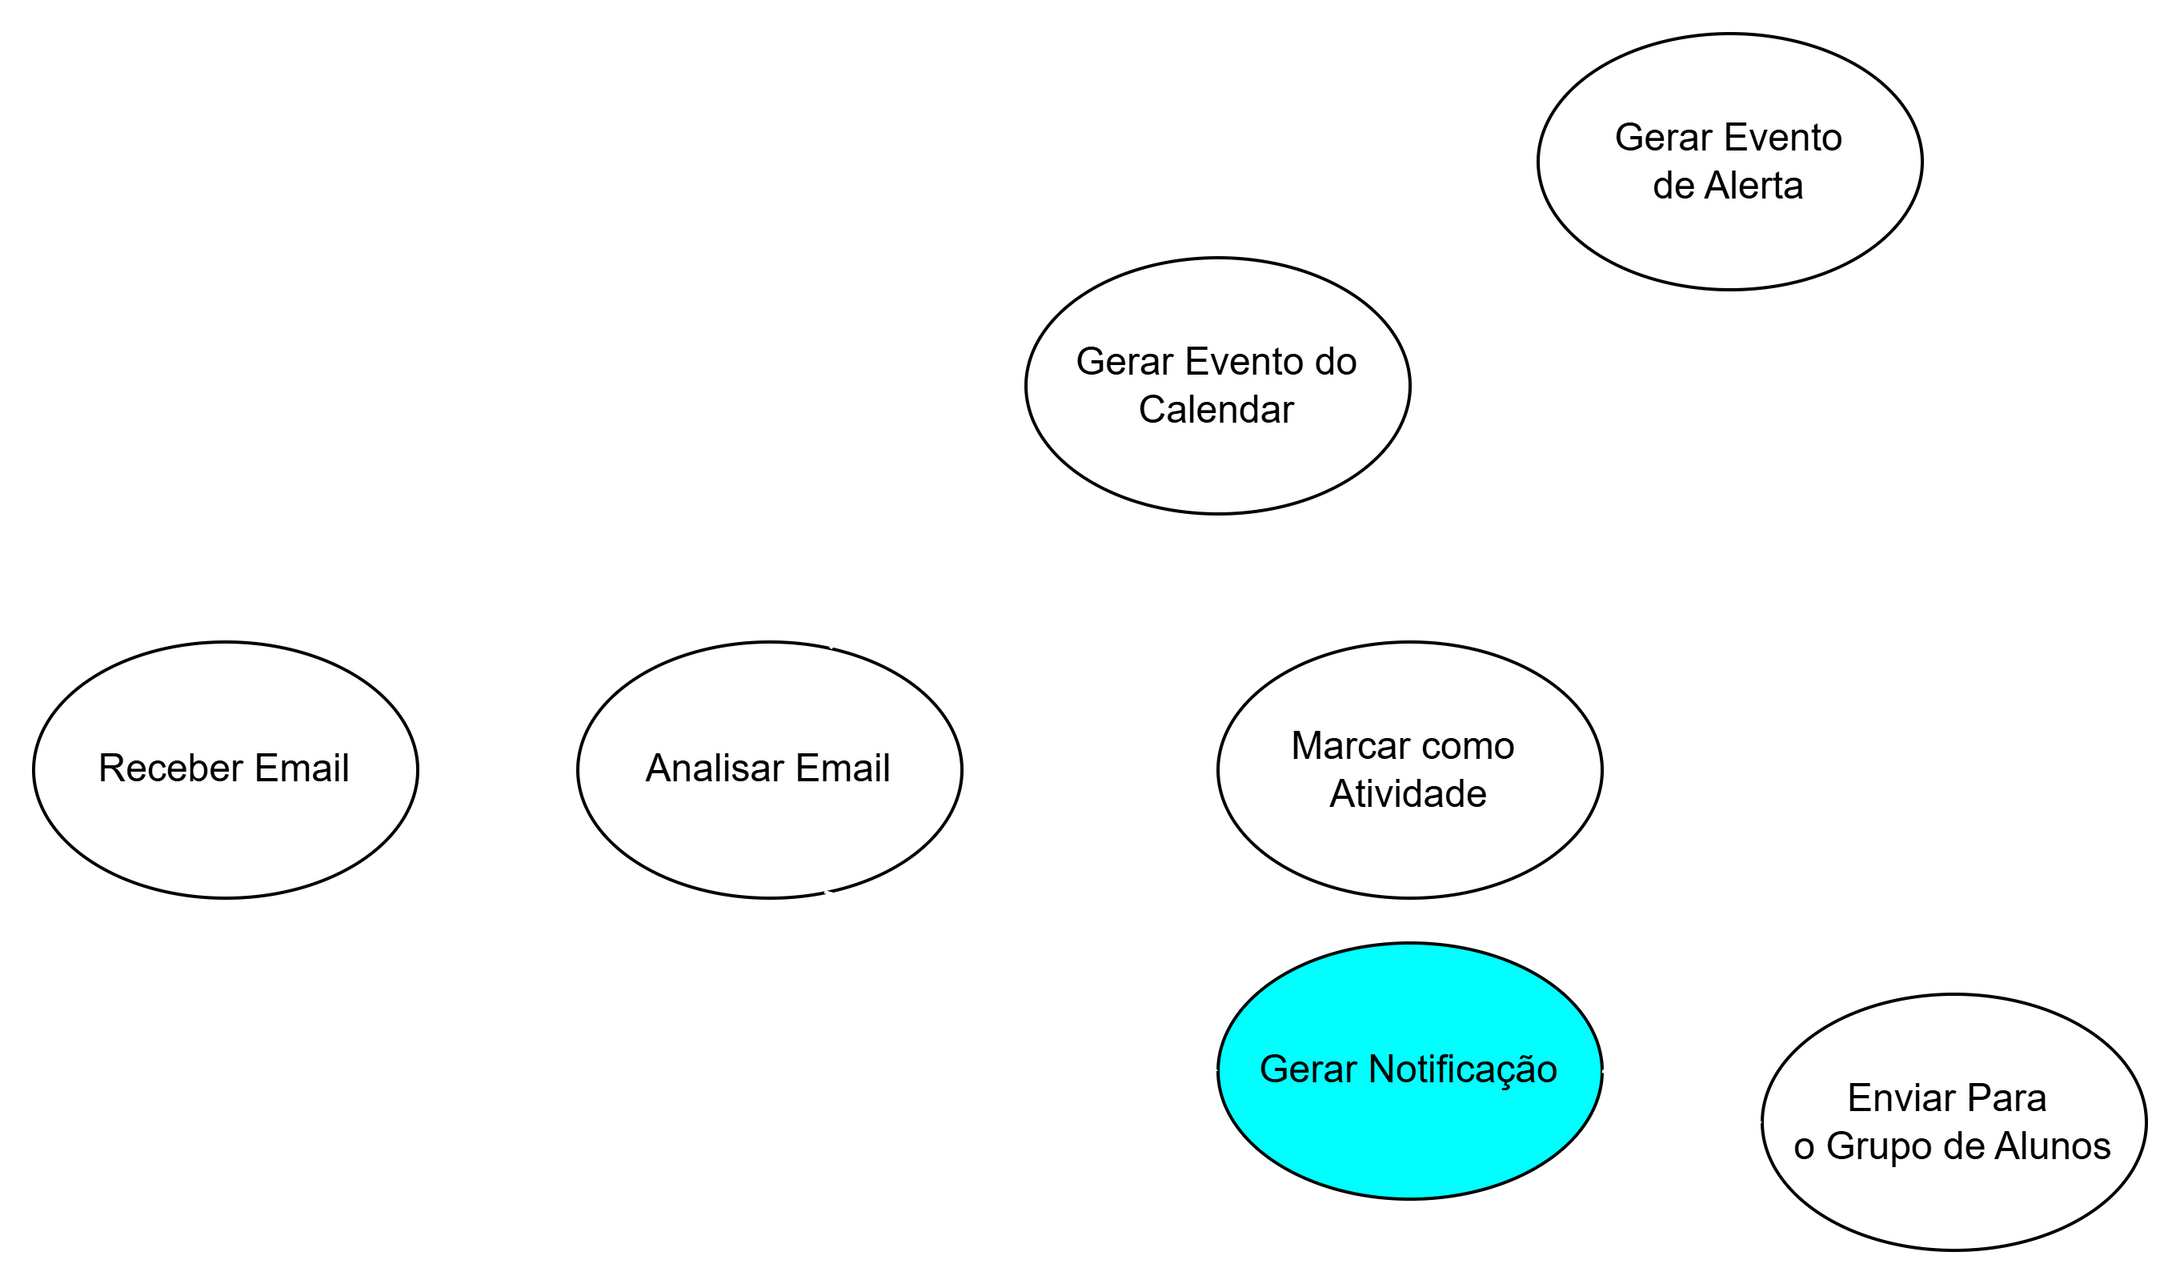 Gerar Evento
de Alerta
Gerar Evento do
Calendar
Receber Email
Analisar Email
Marcar como
Atividade
Gerar Notificação
Enviar Para
o Grupo de Alunos